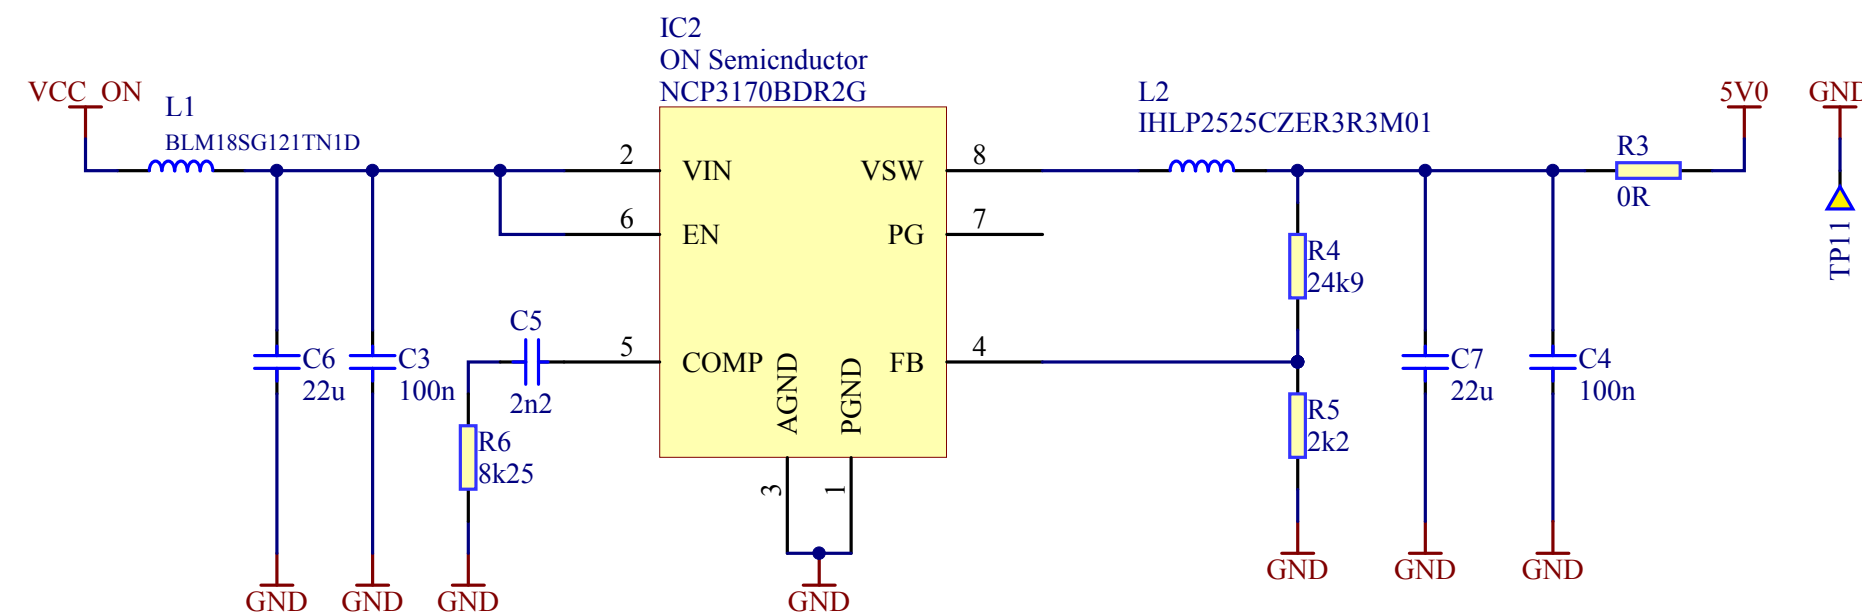 IC2
ON Semicnductor
NCP3170BDR2G
VCC_ON
L1
BLM18SG121TN1D
L2
IHLP2525CZER3R3M01
5V0
GND
2
VIN
VSW
8
R3
0R
6
EN
PG
7
R4
24k9
TP11
C5
2n2
5
COMP
AGND
PGND
FB
4
C6
22u
C3
100n
C7
22u
C4
100n
R6
8k25
R5
2k2
3
1
GND
GND
GND
GND
GND
GND
GND